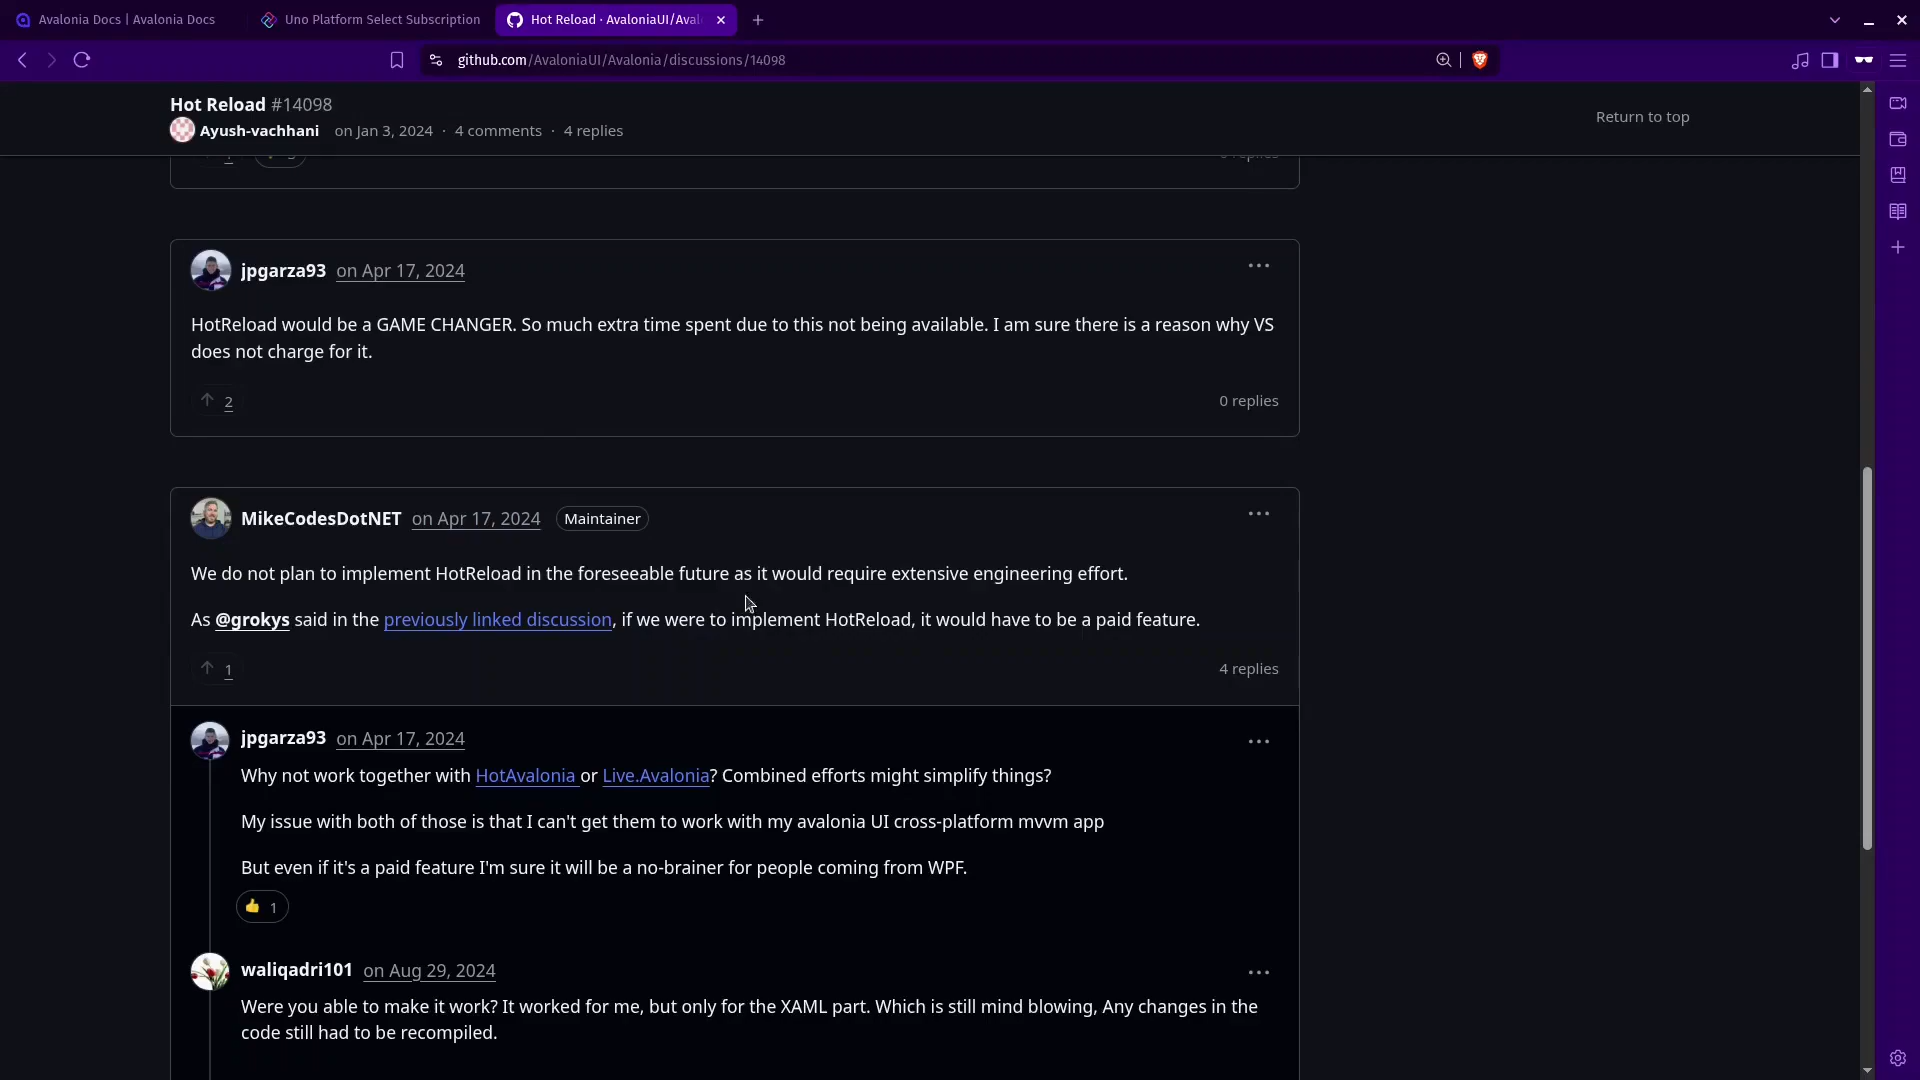 Avalonia Docs | Avalonia Docs
Uno Platform Select Subscription
Hot Reload · AvaloniaUI/Aval
github.com/AvaloniaUI/Avalonia/discussions/14098
Hot Reload #14098
Ayush-vachhani on Jan 3, 2024 · 4 comments · 4 replies
Return to top
jpgarza93 on Apr 17, 2024
HotReload would be a GAME CHANGER. So much extra time spent due to this not being available. I am sure there is a reason why VS
does not charge for it.
2
0 replies
MikeCodesDotNET on Apr 17, 2024 Maintainer
We do not plan to implement HotReload in the foreseeable future as it would require extensive engineering effort.
As @grokys said in the previously linked discussion, if we were to implement HotReload, it would have to be a paid feature.
1
4 replies
jpgarza93 on Apr 17, 2024
Why not work together with HotAvalonia or Live.Avalonia? Combined efforts might simplify things?
My issue with both of those is that I can't get them to work with my avalonia UI cross-platform mvvm app
But even if it's a paid feature I'm sure it will be a no-brainer for people coming from WPF.
👍 1
waliqadri101 on Aug 29, 2024
Were you able to make it work? It worked for me, but only for the XAML part. Which is still mind blowing, Any changes in the
code still had to be recompiled.